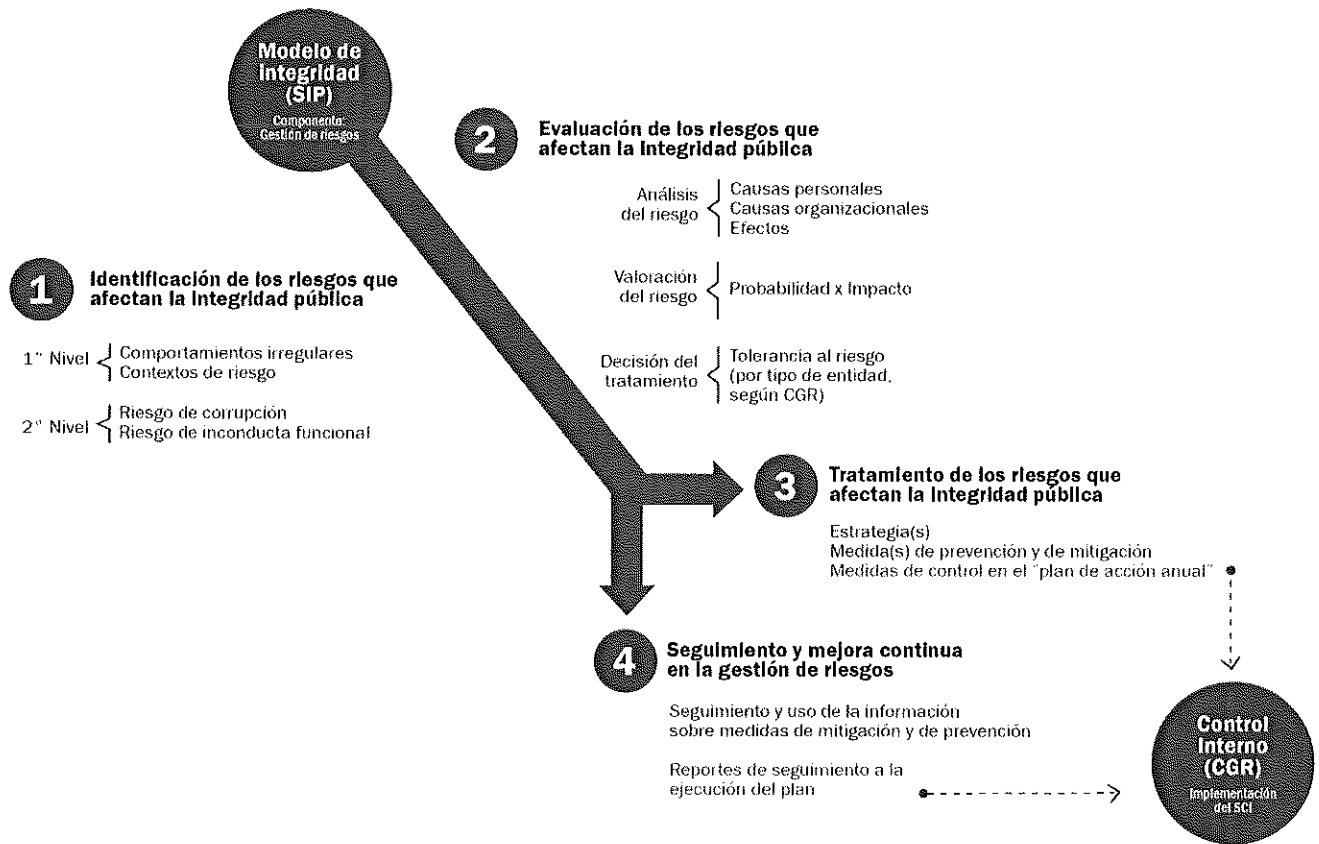 Modelo de
integridad
(SIP)
Componente:
Gestión de riesgos
1
Identificación de los riesgos que
afectan la integridad pública
1° Nivel
Comportamientos irregulares
Contextos de riesgo
2° Nivel
Riesgo de corrupción
Riesgo de inconducta funcional
2
Evaluación de los riesgos que
afectan la integridad pública
Análisis
del riesgo
Causas personales
Causas organizacionales
Efectos
Valoración
del riesgo
Probabilidad x Impacto
Decisión del
tratamiento
Tolerancia al riesgo
(por tipo de entidad,
según CGR)
3
Tratamiento de los riesgos que
afectan la integridad pública
Estrategia(s)
Medida(s) de prevención y de mitigación
Medidas de control en el "plan de acción anual"
4
Seguimiento y mejora continua
en la gestión de riesgos
Seguimiento y uso de la información
sobre medidas de mitigación y de prevención
Reportes de seguimiento a la
ejecución del plan
Control
Interno
(CGR)
Implementación
del SCI